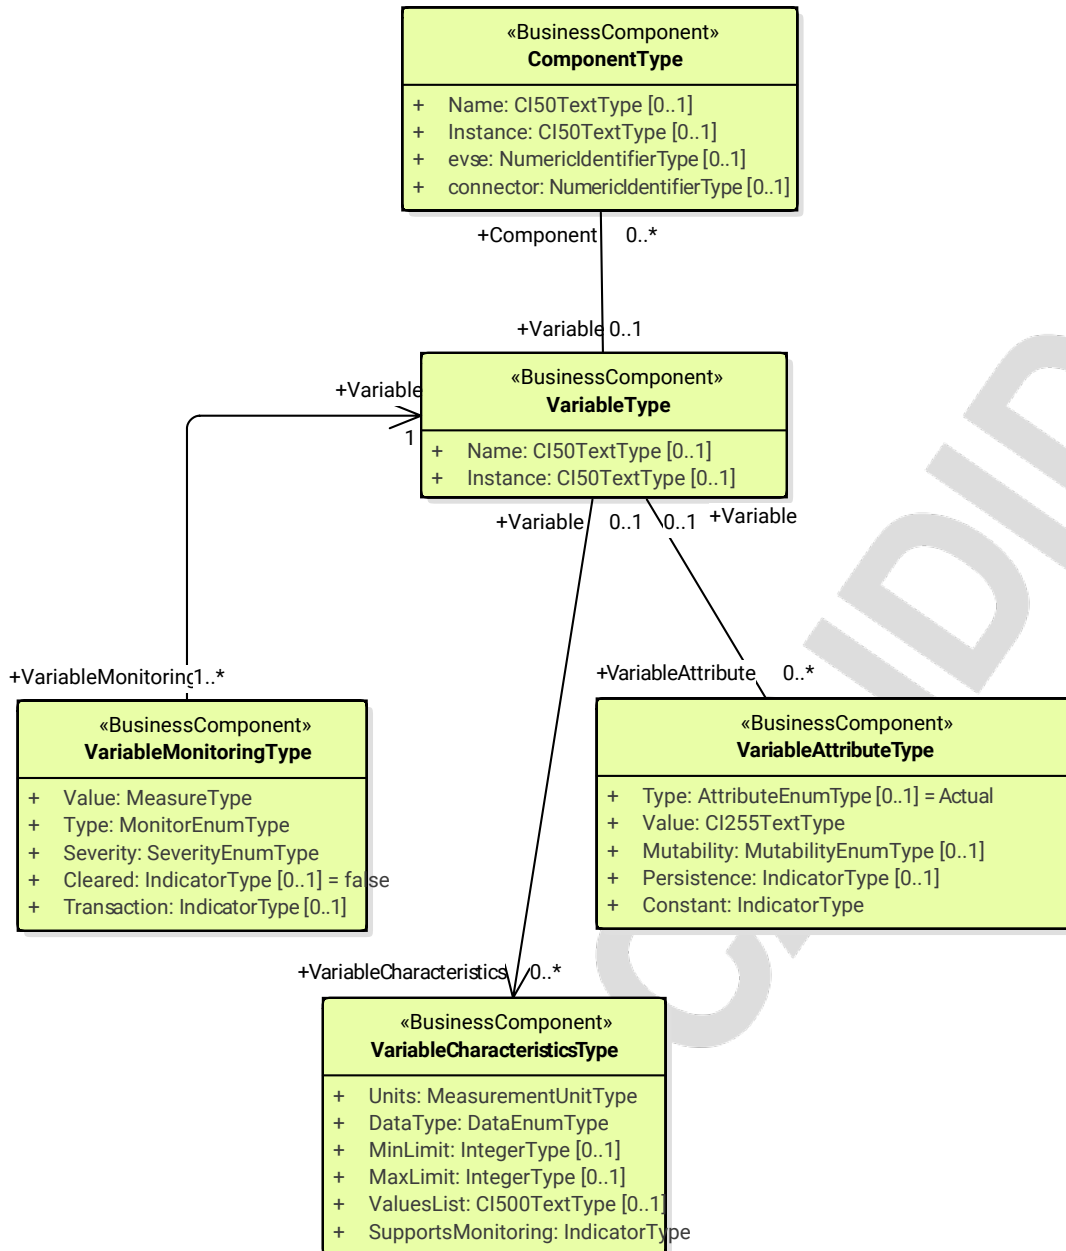 «BusinessComponent»
ComponentType
+ Name: CI50TextType [0..1]
+ Instance: CI50TextType [0..1]
+ evse: NumericIdentifierType [0..1]
+ connector: NumericIdentifierType [0..1]
+Component 0..*
+Variable 0..1
«BusinessComponent»
VariableType
+ Name: CI50TextType [0..1]
+ Instance: CI50TextType [0..1]
+Variable
1
+Variable 0..1 0..1 +Variable
+VariableMonitoring 1..*
«BusinessComponent»
VariableMonitoringType
+ Value: MeasureType
+ Type: MonitorEnumType
+ Severity: SeverityEnumType
+ Cleared: IndicatorType [0..1] = false
+ Transaction: IndicatorType [0..1]
+VariableAttribute 0..*
«BusinessComponent»
VariableAttributeType
+ Type: AttributeEnumType [0..1] = Actual
+ Value: CI255TextType
+ Mutability: MutabilityEnumType [0..1]
+ Persistence: IndicatorType [0..1]
+ Constant: IndicatorType
+VariableCharacteristics 0..*
«BusinessComponent»
VariableCharacteristicsType
+ Units: MeasurementUnitType
+ DataType: DataEnumType
+ MinLimit: IntegerType [0..1]
+ MaxLimit: IntegerType [0..1]
+ ValuesList: CI500TextType [0..1]
+ SupportsMonitoring: IndicatorType